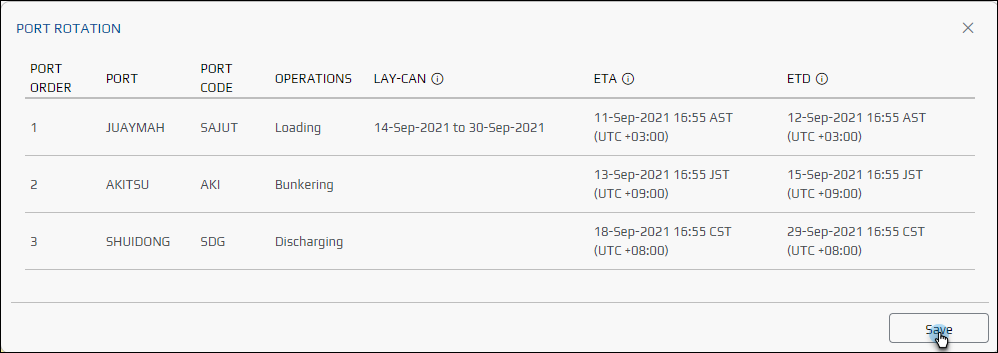 PORT ROTATION
PORT ORDER PORT PORT CODE OPERATIONS LAY-CAN ETA ETD
1 JUAYMAH SAJUT Loading 14-Sep-2021 to 30-Sep-2021 11-Sep-2021 16:55 AST (UTC +03:00) 12-Sep-2021 16:55 AST (UTC +03:00)
2 AKITSU AKI Bunkering 13-Sep-2021 16:55 JST (UTC +09:00) 15-Sep-2021 16:55 JST (UTC +09:00)
3 SHUIDONG SDG Discharging 18-Sep-2021 16:55 CST (UTC +08:00) 29-Sep-2021 16:55 CST (UTC +08:00)
Save